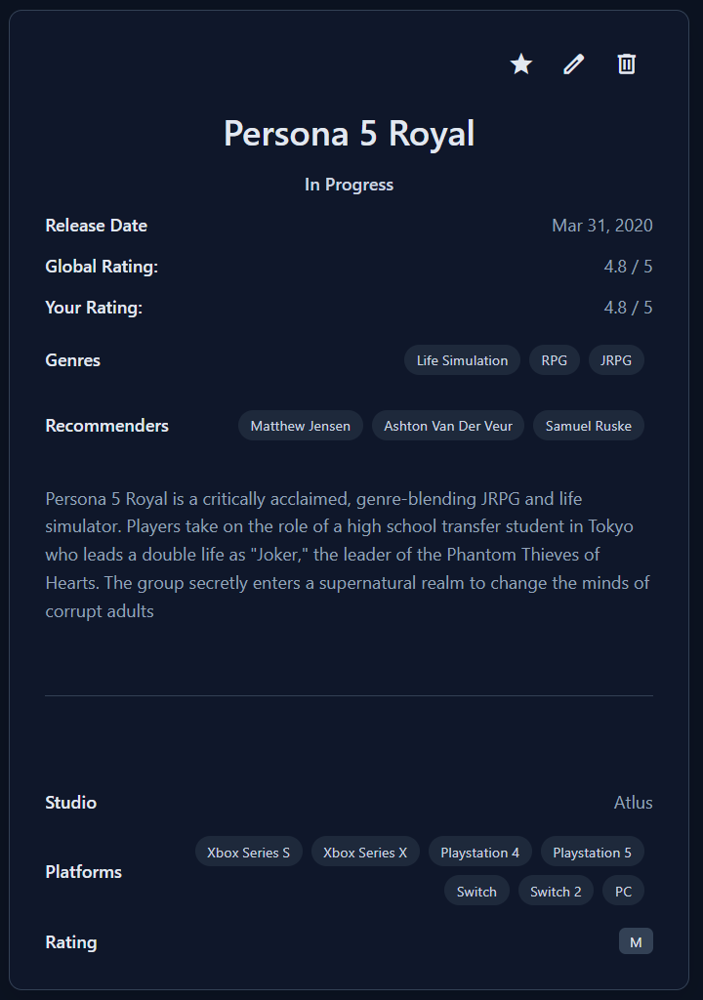 Persona 5 Royal
In Progress
Release Date Mar 31, 2020
Global Rating: 4.8 / 5
Your Rating: 4.8 / 5
Genres Life Simulation RPG JRPG
Recommenders Matthew Jensen Ashton Van Der Veur Samuel Ruske
Persona 5 Royal is a critically acclaimed, genre-blending JRPG and life
simulator. Players take on the role of a high school transfer student in Tokyo
who leads a double life as "Joker," the leader of the Phantom Thieves of
Hearts. The group secretly enters a supernatural realm to change the minds of
corrupt adults
Studio Atlus
Platforms Xbox Series S Xbox Series X Playstation 4 Playstation 5
Switch Switch 2 PC
Rating M